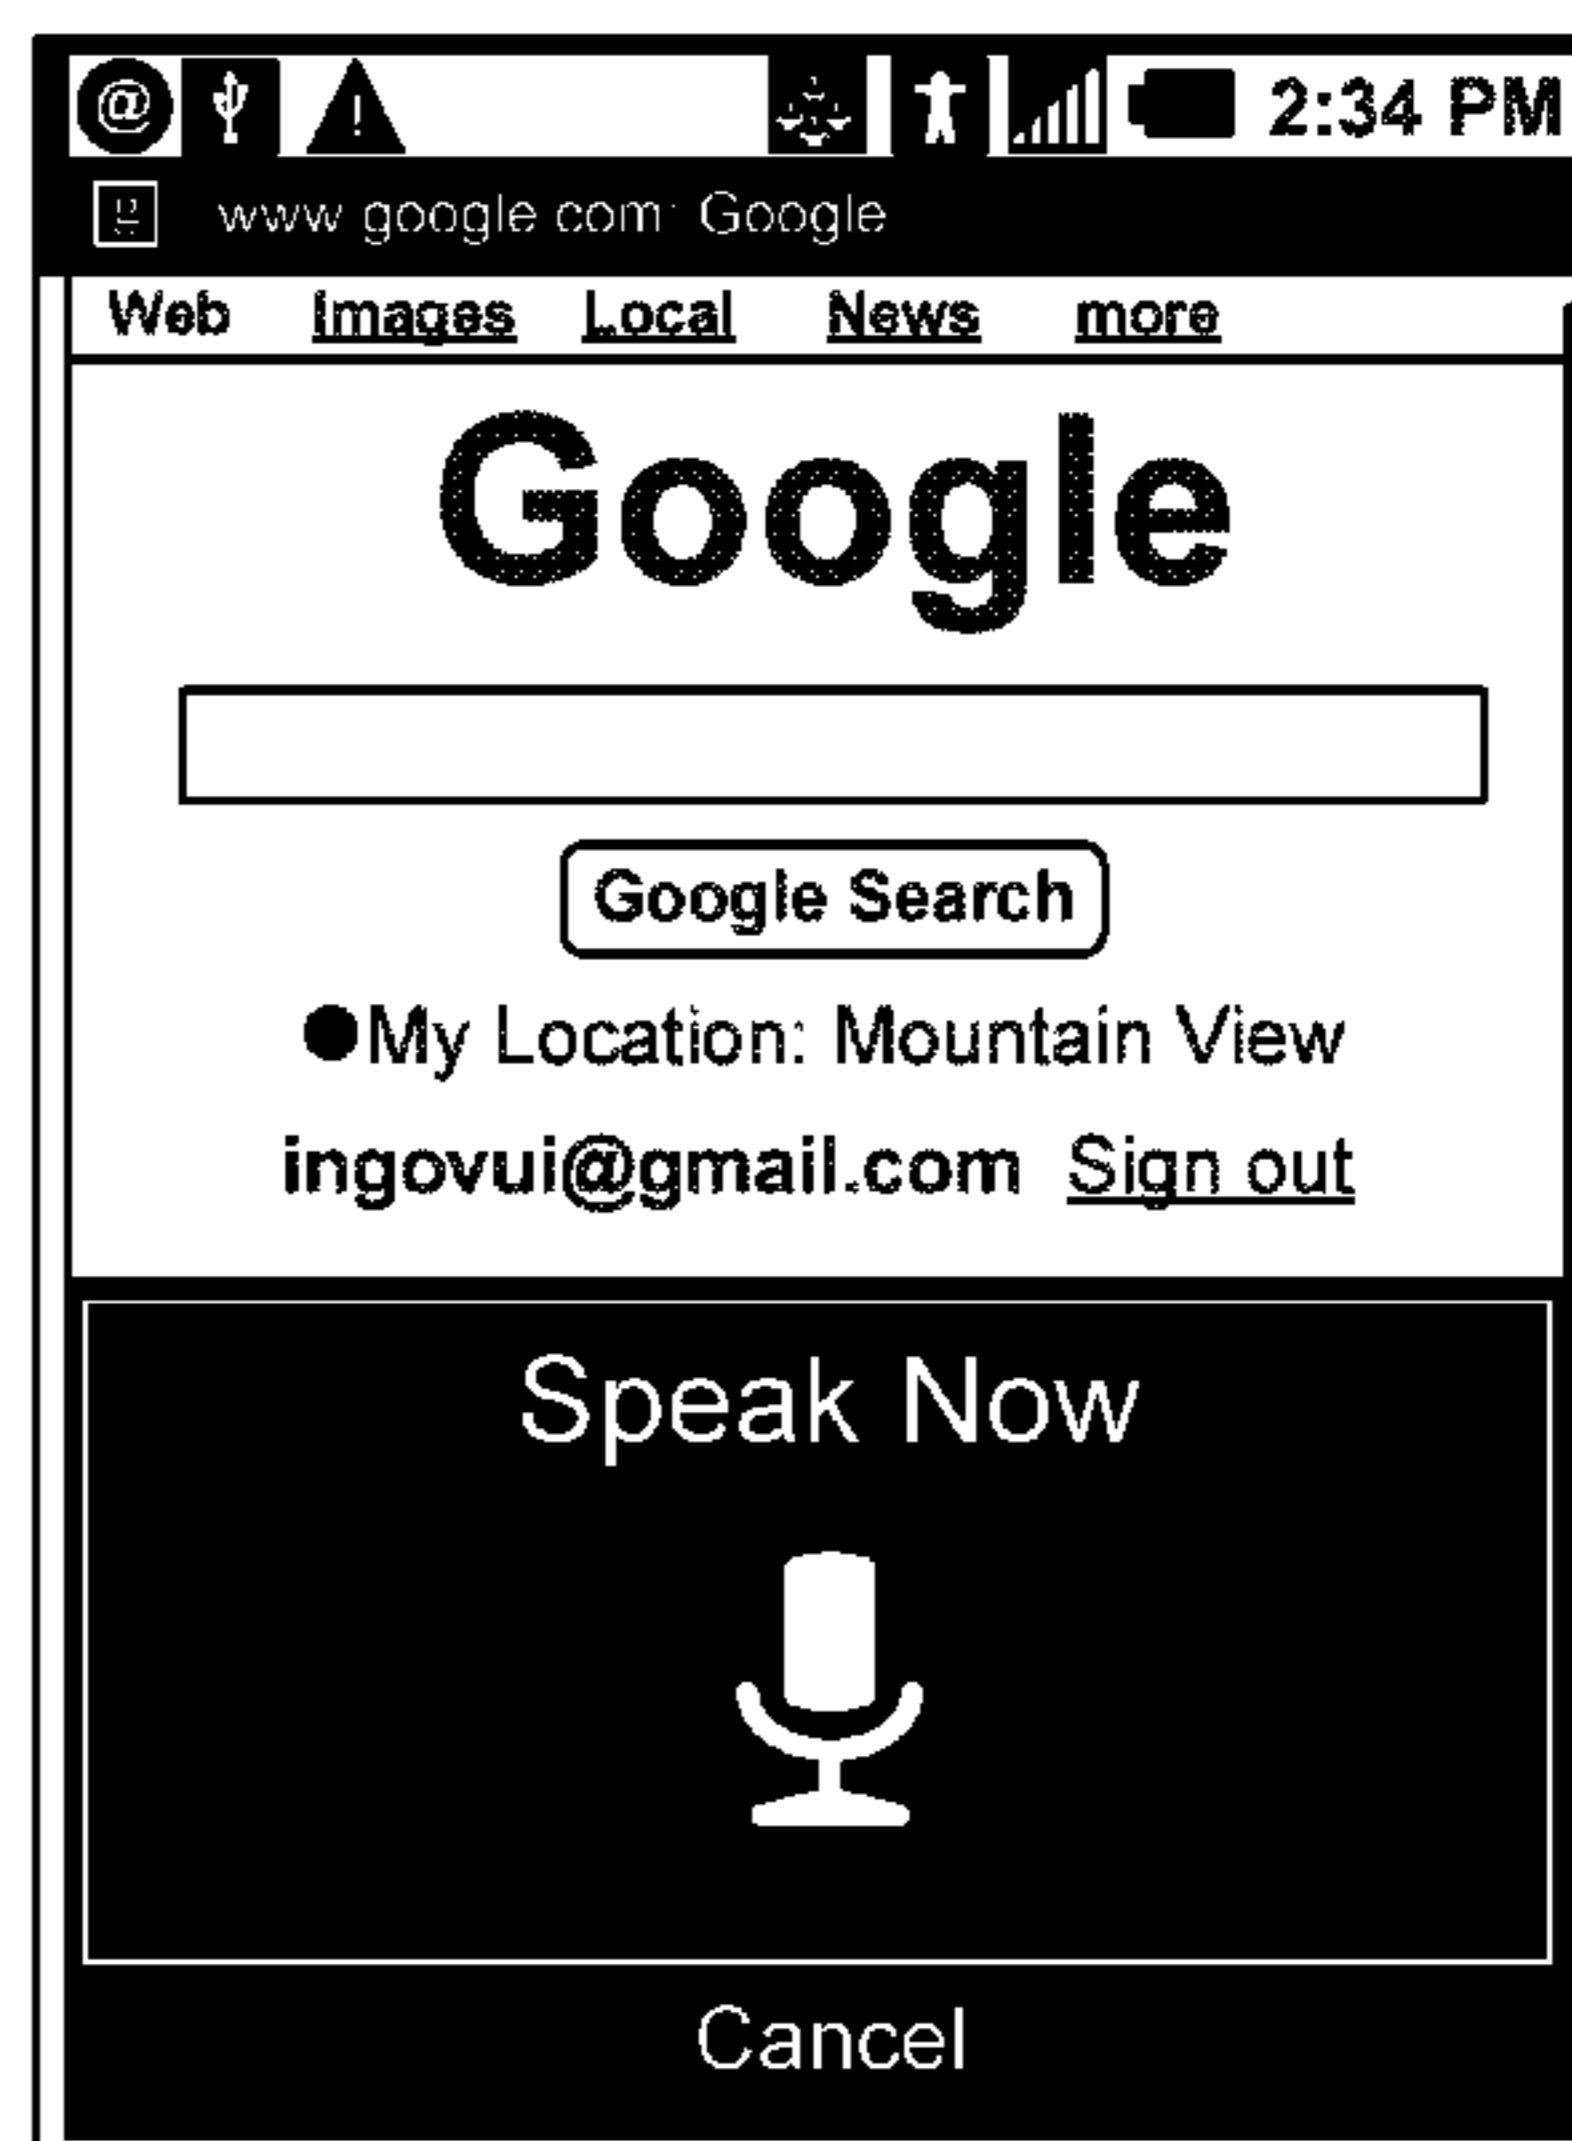 @ ! 2:34 PM
www google com: Google
Web Images Local News more
Google
Google Search
My Location: Mountain View
ingovui@gmail.com Sign out
Speak Now
Cancel